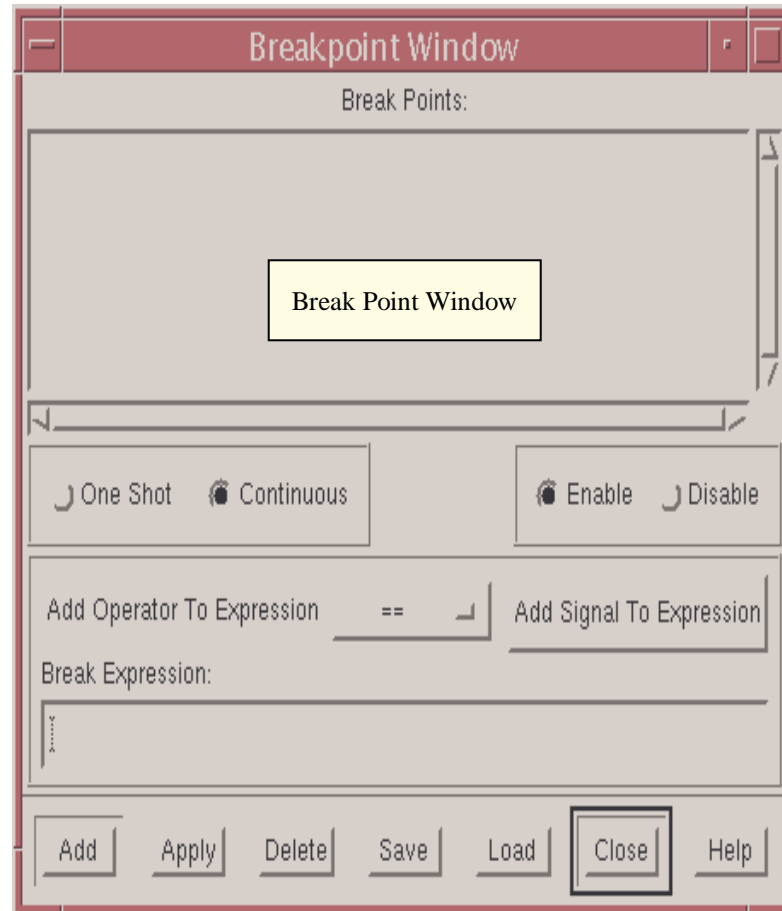 Breakpoint Window
Break Points:
Break Point Window
One Shot Continuous Enable Disable
Add Operator To Expression == Add Signal To Expression
Break Expression:
Add Apply Delete Save Load Close Help